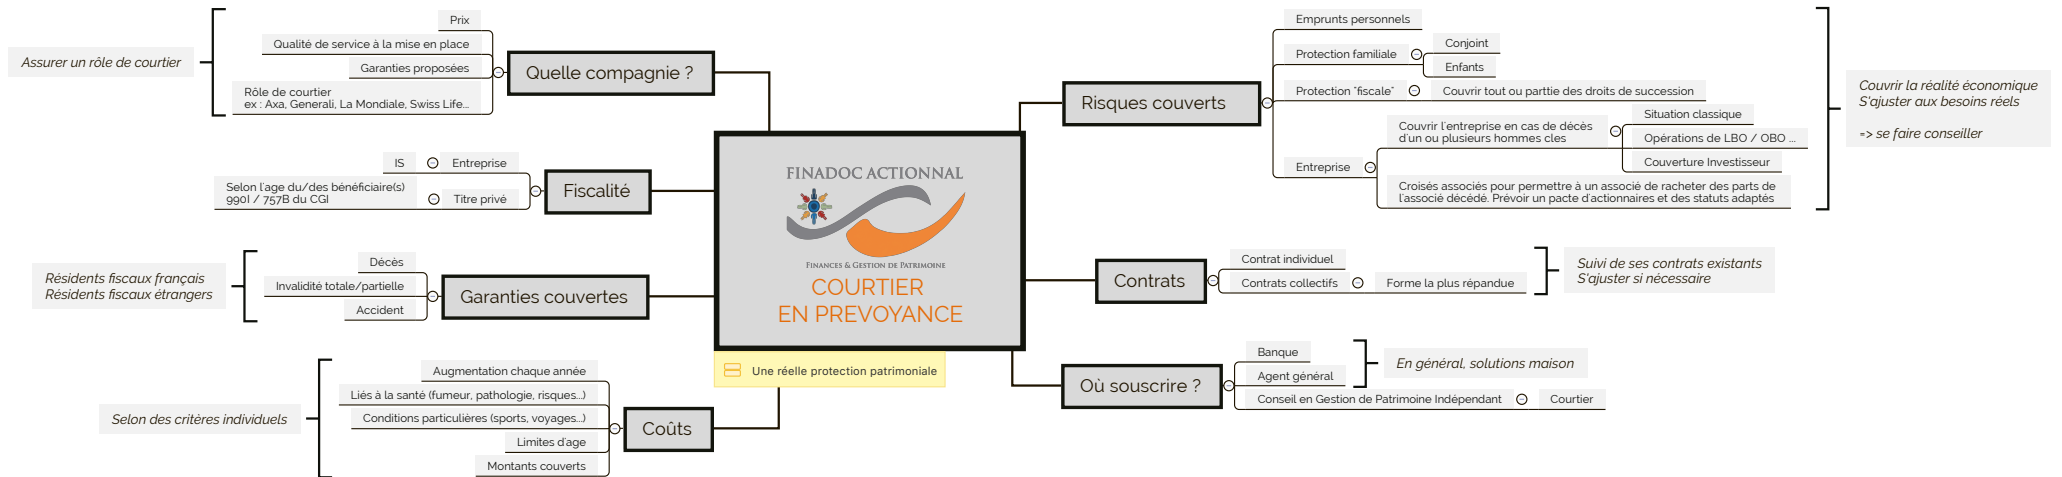 FINADOC ACTIONNAL
FINANCES & GESTION DE PATRIMOINE
COURTIER
EN PREVOYANCE
Une réelle protection patrimoniale
Quelle compagnie ?
Prix
Qualité de service à la mise en place
Garanties proposées
Rôle de courtier
ex : Axa, Generali, La Mondiale, Swiss Life...
Assurer un rôle de courtier
Fiscalité
IS
Entreprise
Selon l'age du/des bénéficiaire(s)
990I / 757B du CGI
Titre privé
Garanties couvertes
Décès
Invalidité totale/partielle
Accident
Résidents fiscaux français
Résidents fiscaux étrangers
Coûts
Augmentation chaque année
Liés à la santé (fumeur, pathologie, risques...)
Conditions particulières (sports, voyages...)
Limites d'age
Montants couverts
Selon des critères individuels
Risques couverts
Emprunts personnels
Protection familiale
Conjoint
Enfants
Protection "fiscale"
Couvrir tout ou parttie des droits de succession
Entreprise
Couvrir l'entreprise en cas de décès
d'un ou plusieurs hommes cles
Situation classique
Opérations de LBO / OBO ...
Couverture Investisseur
Croisés associés pour permettre à un associé de racheter des parts de
l'associé décédé. Prévoir un pacte d'actionnaires et des statuts adaptés
Couvrir la réalité économique
S'ajuster aux besoins réels
=> se faire conseiller
Contrats
Contrat individuel
Contrats collectifs
Forme la plus répandue
Suivi de ses contrats existants
S'ajuster si nécessaire
Où souscrire ?
Banque
Agent général
Conseil en Gestion de Patrimoine Indépendant
Courtier
En général, solutions maison